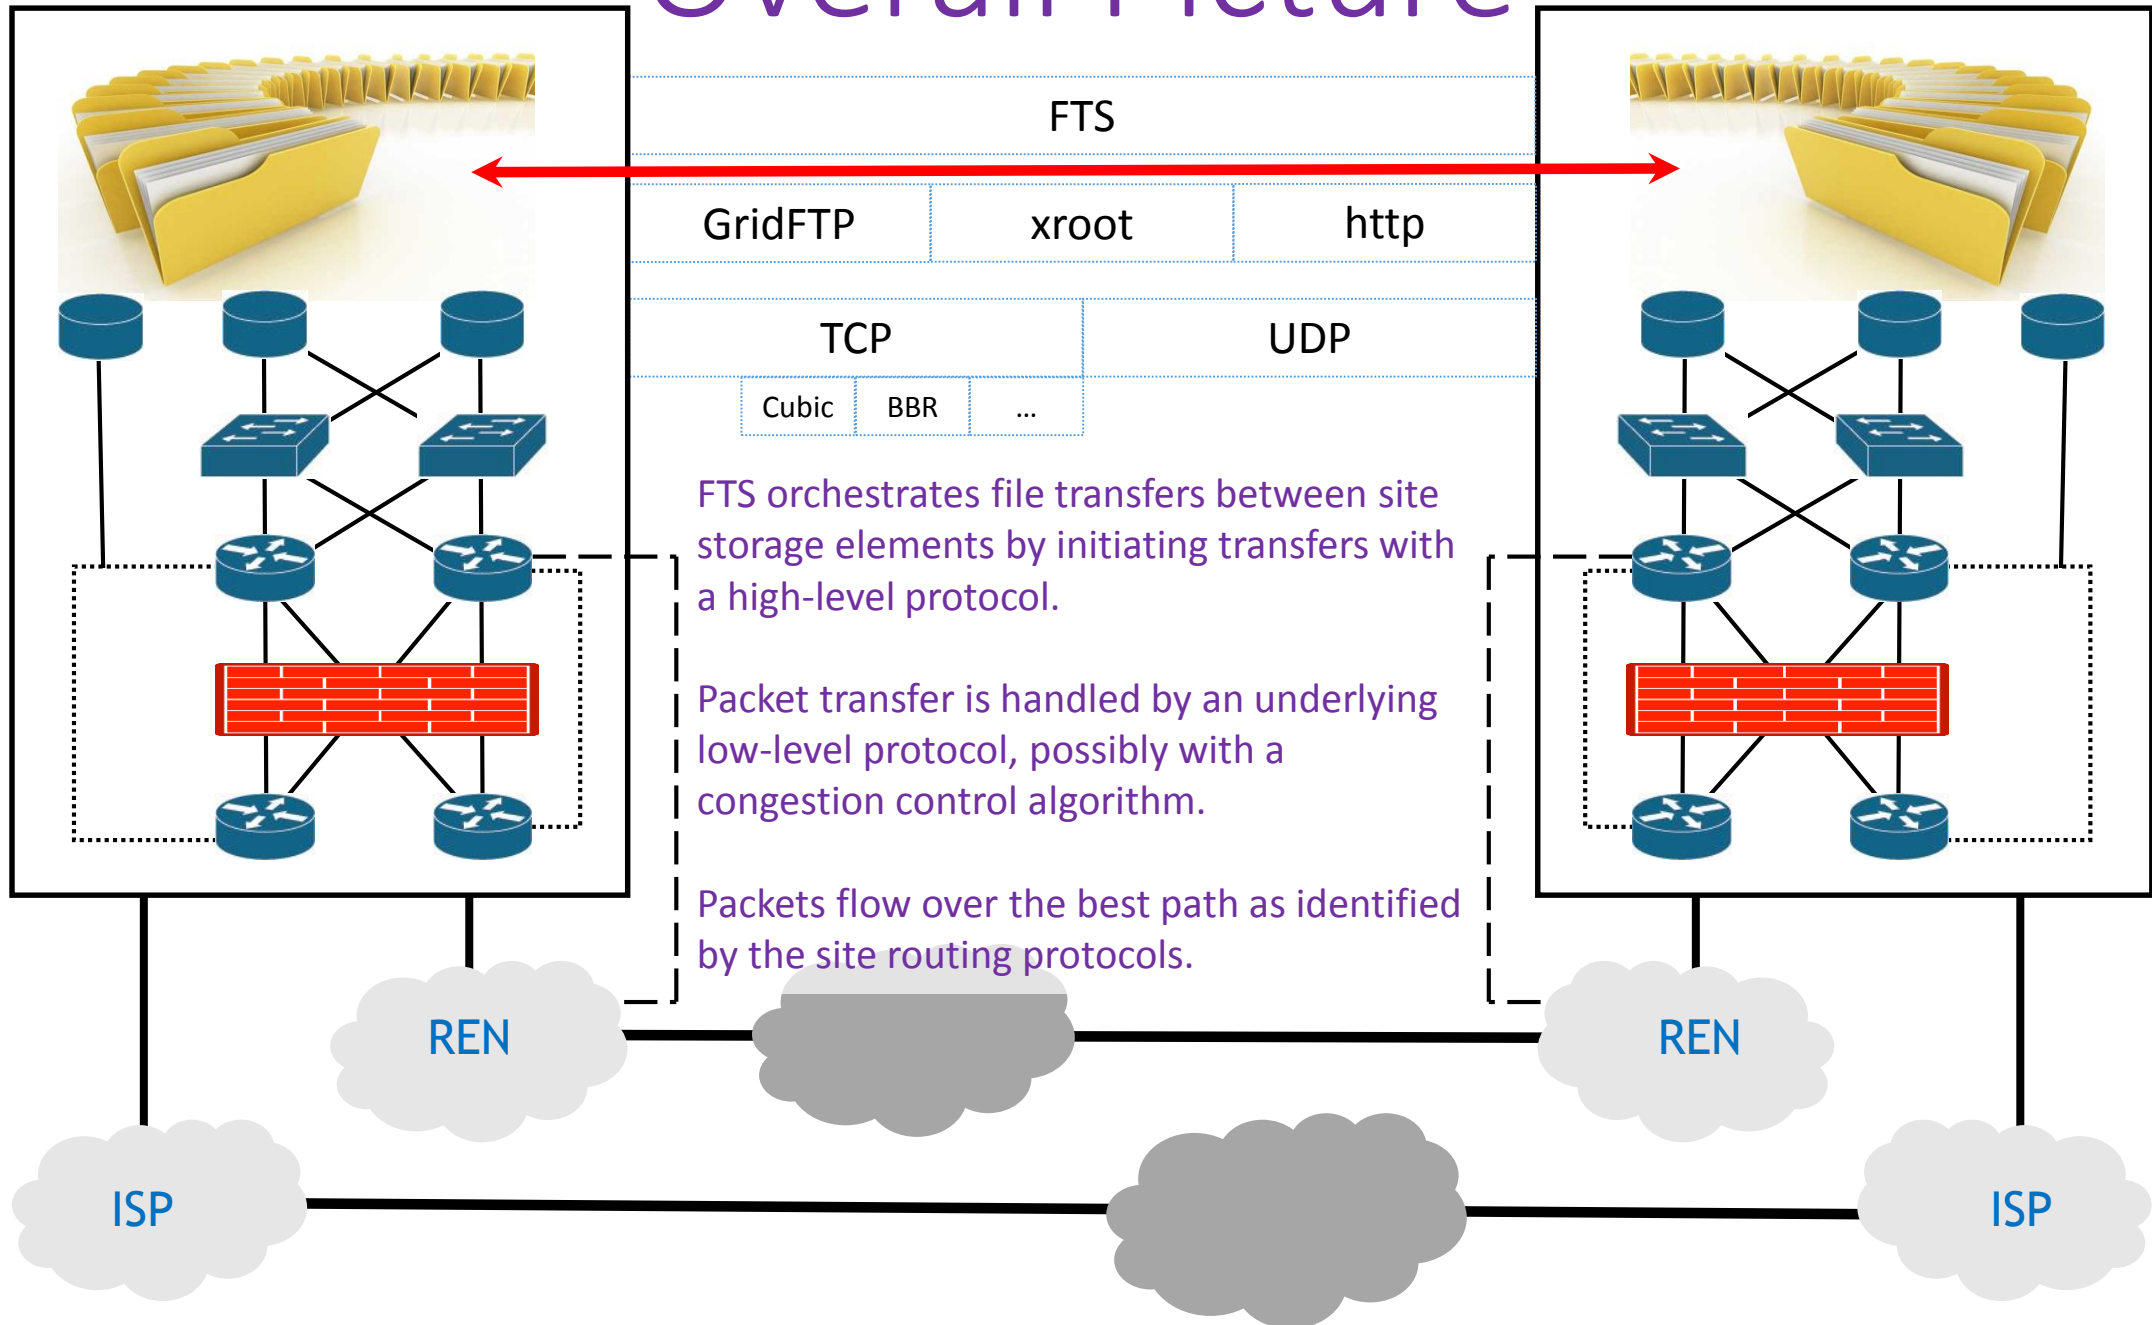 Overall Picture
FTS
GridFTP xroot http
TCP UDP
Cubic BBR ...
FTS orchestrates file transfers between site
storage elements by initiating transfers with
a high-level protocol.
Packet transfer is handled by an underlying
low-level protocol, possibly with a
congestion control algorithm.
Packets flow over the best path as identified
by the site routing protocols.
REN REN
ISP ISP